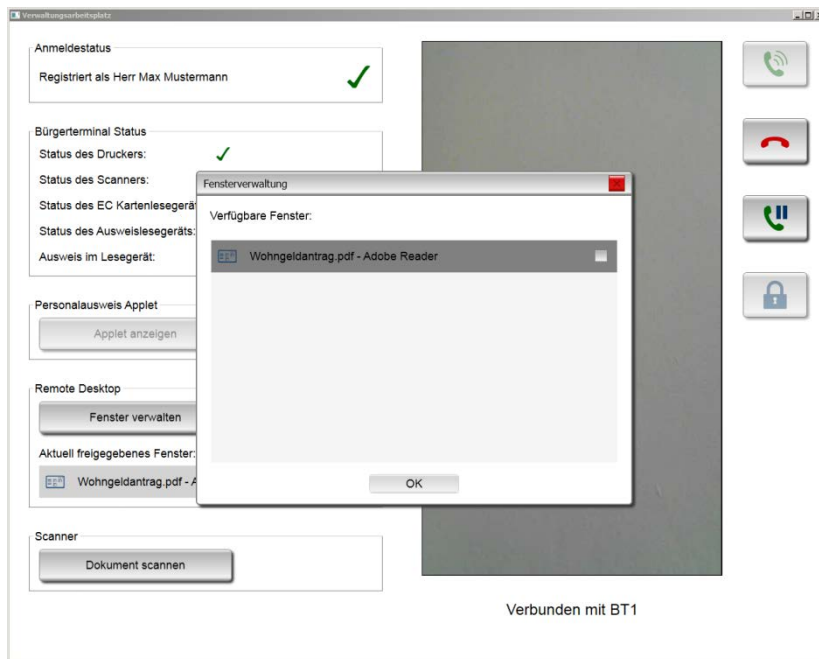 Verwaltungsarbeitsplatz
Anmeldestatus
Registriert als Herr Max Mustermann
Bürgerterminal Status
Status des Druckers:
Status des Scanners:
Status des EC Kartenlesegerät
Status des Ausweislesegeräts:
Ausweis im Lesegerät:
Personalausweis Applet
Applet anzeigen
Remote Desktop
Fenster verwalten
Aktuell freigegebenes Fenster:
Wohngeldantrag.pdf - A
Scanner
Dokument scannen
Fensterverwaltung
Verfügbare Fenster:
Wohngeldantrag.pdf - Adobe Reader
OK
Verbunden mit BT1